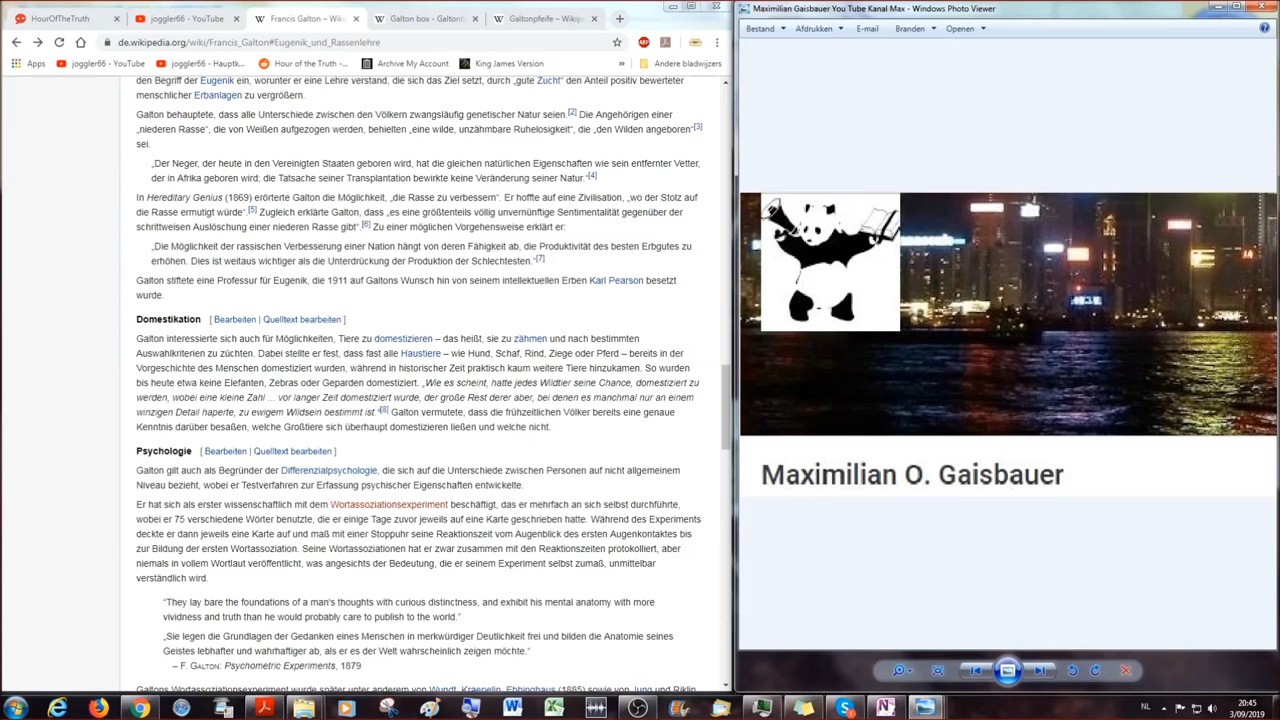 Francis Galton – Wiki
joggler66 - YouTube
HourOfTheTruth
Galton box - Galtonb
Galtonpfeife – Wikipe
Maximilian Gaisbauer You Tube Kanal Max - Windows Photo Viewer
de.wikipedia.org/wiki/Francis_Galton#Eugenik_und_Rassenlehre
Bestand Afdrukken E-mail Branden Openen
Apps joggler66 - YouTube joggler66 - Hauptk... Hour of the Truth -... Archive My Account King James Version » Andere bladwijzers
den Begriff der Eugenik ein, worunter er eine Lehre verstand, die sich das Ziel setzt, durch „gute Zucht“ den Anteil positiv bewerteter
menschlicher Erbanlagen zu vergrößern.
Galton behauptete, dass alle Unterschiede zwischen den Völkern zwangsläufig genetischer Natur seien.[2] Die Angehörigen einer
„niederen Rasse“, die von Weißen aufgezogen werden, behielten „eine wilde, unzähmbare Ruhelosigkeit“, die „den Wilden angeboren“[3]
sei.
„Der Neger, der heute in den Vereinigten Staaten geboren wird, hat die gleichen natürlichen Eigenschaften wie sein entfernter Vetter,
der in Afrika geboren wird; die Tatsache seiner Transplantation bewirkte keine Veränderung seiner Natur.“[4]
In Hereditary Genius (1869) erörterte Galton die Möglichkeit, „die Rasse zu verbessern“. Er hoffte auf eine Zivilisation, „wo der Stolz auf
die Rasse ermutigt würde“.[5] Zugleich erklärte Galton, dass „es eine größtenteils völlig unvernünftige Sentimentalität gegenüber der
schrittweisen Auslöschung einer niederen Rasse gibt“.[6] Zu einer möglichen Vorgehensweise erklärt er:
„Die Möglichkeit der rassischen Verbesserung einer Nation hängt von deren Fähigkeit ab, die Produktivität des besten Erbgutes zu
erhöhen. Dies ist weitaus wichtiger als die Unterdrückung der Produktion der Schlechtesten.“[7]
Galton stiftete eine Professur für Eugenik, die 1911 auf Galtons Wunsch hin von seinem intellektuellen Erben Karl Pearson besetzt
wurde.
Domestikation [ Bearbeiten | Quelltext bearbeiten ]
Galton interessierte sich auch für Möglichkeiten, Tiere zu domestizieren – das heißt, sie zu zähmen und nach bestimmten
Auswahlkriterien zu züchten. Dabei stellte er fest, dass fast alle Haustiere – wie Hund, Schaf, Rind, Ziege oder Pferd – bereits in der
Vorgeschichte des Menschen domestiziert wurden, während in historischer Zeit praktisch kaum weitere Tiere hinzukamen. So wurden
bis heute etwa keine Elefanten, Zebras oder Geparden domestiziert. „Wie es scheint, hatte jedes Wildtier seine Chance, domestiziert zu
werden, wobei eine kleine Zahl ... vor langer Zeit domestiziert wurde, der große Rest derer aber, bei denen es manchmal nur an einem
winzigen Detail haperte, zu ewigem Wildsein bestimmt ist.“[8] Galton vermutete, dass die frühzeitlichen Völker bereits eine genaue
Kenntnis darüber besaßen, welche Großtiere sich überhaupt domestizieren ließen und welche nicht.
Psychologie [ Bearbeiten | Quelltext bearbeiten ]
Galton gilt auch als Begründer der Differenzialpsychologie, die sich auf die Unterschiede zwischen Personen auf nicht allgemeinem
Niveau bezieht, wobei er Testverfahren zur Erfassung psychischer Eigenschaften entwickelte.
Er hat sich als erster wissenschaftlich mit dem Wortassoziationsexperiment beschäftigt, das er mehrfach an sich selbst durchführte,
wobei er 75 verschiedene Wörter benutzte, die er einige Tage zuvor jeweils auf eine Karte geschrieben hatte. Während des Experiments
deckte er dann jeweils eine Karte auf und maß mit einer Stoppuhr seine Reaktionszeit vom Augenblick des ersten Augenkontaktes bis
zur Bildung der ersten Wortassoziation. Seine Wortassoziationen hat er zwar zusammen mit den Reaktionszeiten protokolliert, aber
niemals in vollem Wortlaut veröffentlicht, was angesichts der Bedeutung, die er seinem Experiment selbst zumaß, unmittelbar
verständlich wird.
“They lay bare the foundations of a man's thoughts with curious distinctness, and exhibit his mental anatomy with more
vividness and truth than he would probably care to publish to the world.”
„Sie legen die Grundlagen der Gedanken eines Menschen in merkwürdiger Deutlichkeit frei und bilden die Anatomie seines
Geistes lebhafter und wahrhaftiger ab, als er es der Welt wahrscheinlich zeigen möchte.“
– F. GALTON: Psychometric Experiments, 1879
Galtons Wortassoziationsexperiment wurde später unter anderem von Wundt, Kraepelin, Ebbinghaus (1885) sowie von Jung und Riklin
Maximilian O. Gaisbauer
NL
20:45
3/09/2019